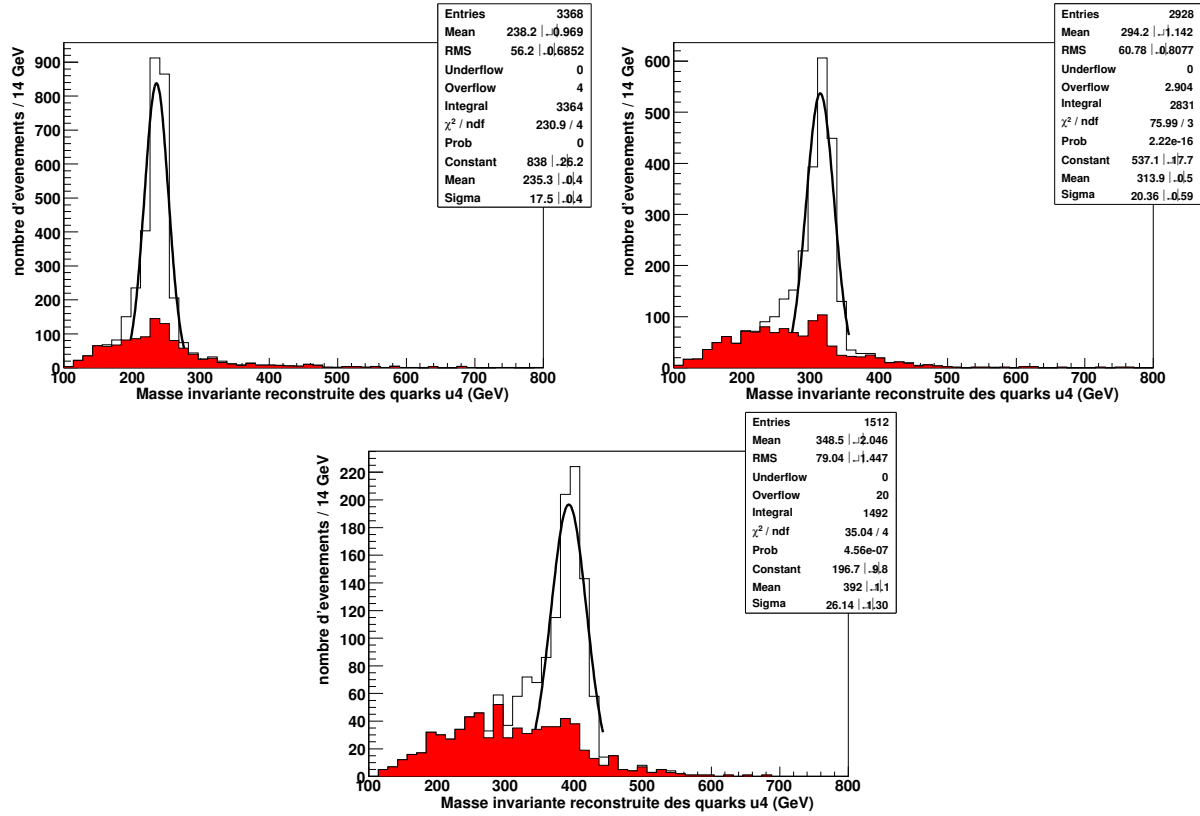 Entries 3368
Mean 238.2 0.969
RMS 56.2 0.6852
Underflow 0
Overflow 4
Integral 3364
χ² / ndf 230.9 / 4
Prob 0
Constant 838 26.2
Mean 235.3 0.4
Sigma 17.5 0.4
nombre d'evenements / 14 GeV
900
800
700
600
500
400
300
200
100
0
100 200 300 400 500 600 700 800
Masse invariante reconstruite des quarks u4 (GeV)
Entries 2928
Mean 294.2 1.142
RMS 60.78 0.8077
Underflow 0
Overflow 2.904
Integral 2831
χ² / ndf 75.99 / 3
Prob 2.22e-16
Constant 537.1 17.7
Mean 313.9 0.5
Sigma 20.36 0.59
nombre d'evenements / 14 GeV
600
500
400
300
200
100
0
100 200 300 400 500 600 700 800
Masse invariante reconstruite des quarks u4 (GeV)
Entries 1512
Mean 348.5 2.046
RMS 79.04 1.447
Underflow 0
Overflow 20
Integral 1492
χ² / ndf 35.04 / 4
Prob 4.56e-07
Constant 196.7 9.8
Mean 392 1.1
Sigma 26.14 1.30
nombre d'evenements / 14 GeV
220
200
180
160
140
120
100
80
60
40
20
0
100 200 300 400 500 600 700 800
Masse invariante reconstruite des quarks u4 (GeV)